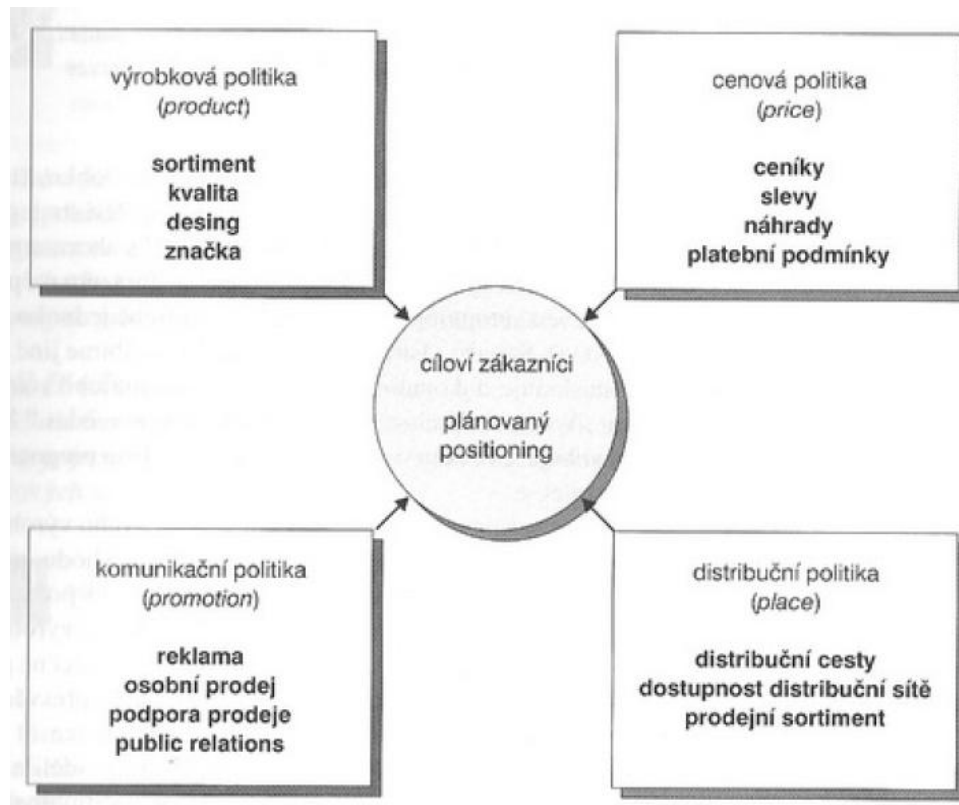 výrobková politika
(product)
sortiment
kvalita
desing
značka
cenová politika
(price)
ceníky
slevy
náhrady
platební podmínky
cíloví zákazníci
plánovaný
positioning
komunikační politika
(promotion)
reklama
osobní prodej
podpora prodeje
public relations
distribuční politika
(place)
distribuční cesty
dostupnost distribuční sítě
prodejní sortiment